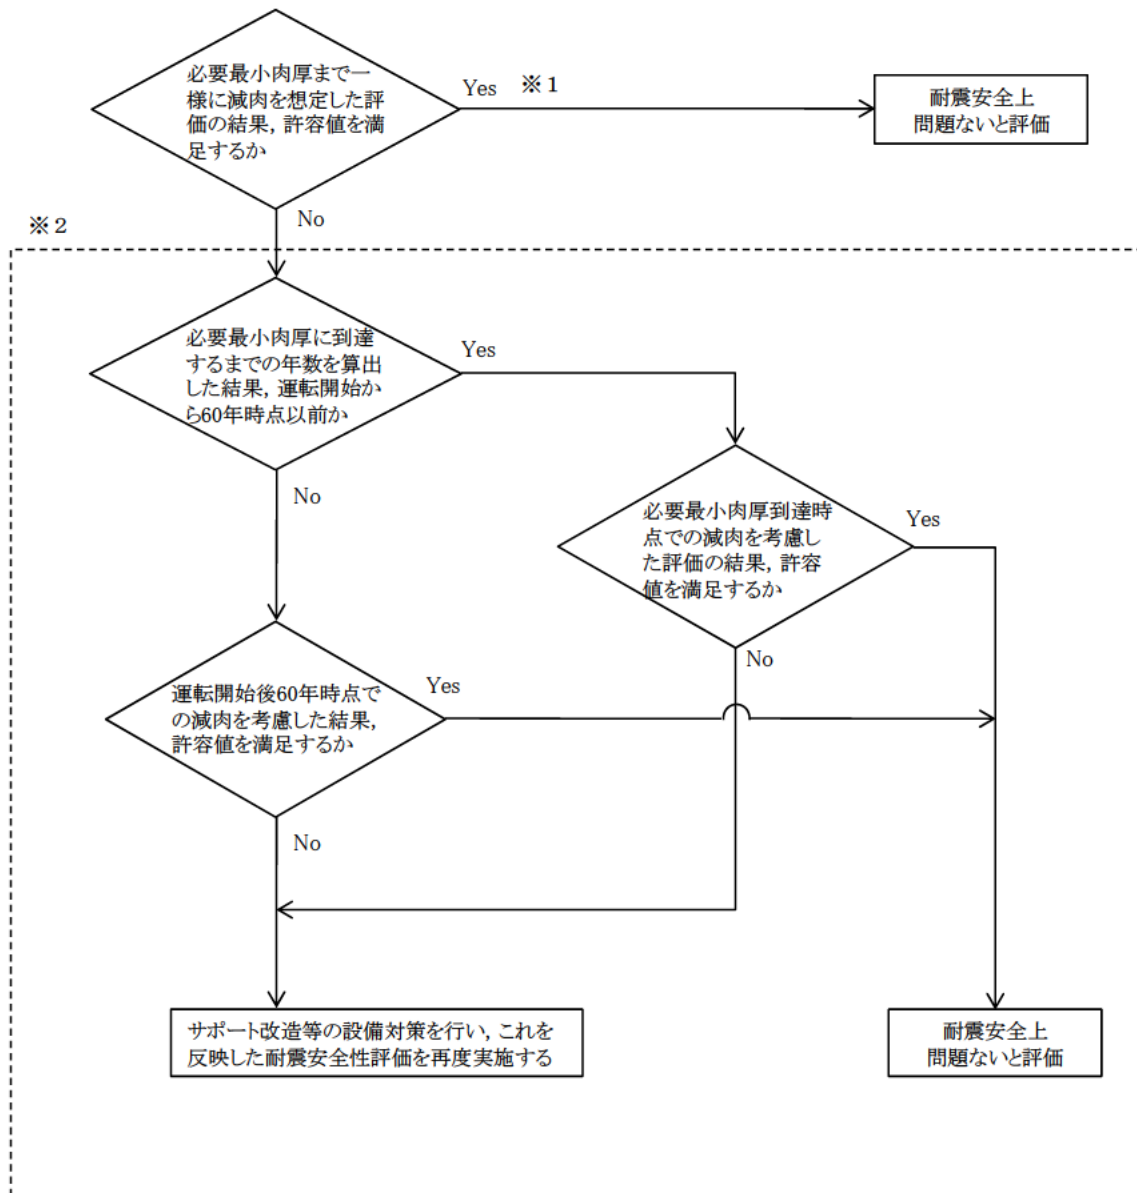 必要最小肉厚まで一
様に減肉を想定した評
価の結果，許容値を満
足するか
Yes
※１
耐震安全上
問題ないと評価
No
※２
必要最小肉厚に到達
するまでの年数を算出
した結果，運転開始か
ら60年時点以前か
Yes
No
必要最小肉厚到達時
点での減肉を考慮し
た評価の結果，許容
値を満足するか
Yes
No
運転開始後60年時点で
の減肉を考慮した結果，
許容値を満足するか
Yes
No
サポート改造等の設備対策を行い，これを
反映した耐震安全性評価を再度実施する
耐震安全上
問題ないと評価